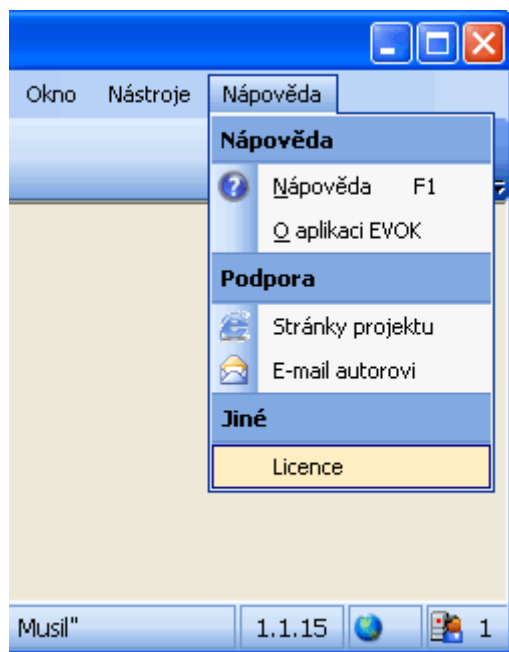 Okno Nástroje Nápověda
Nápověda
Nápověda F1
O aplikaci EVOK
Podpora
Stránky projektu
E-mail autorovi
Jiné
Licence
Musil" 1.1.15 1